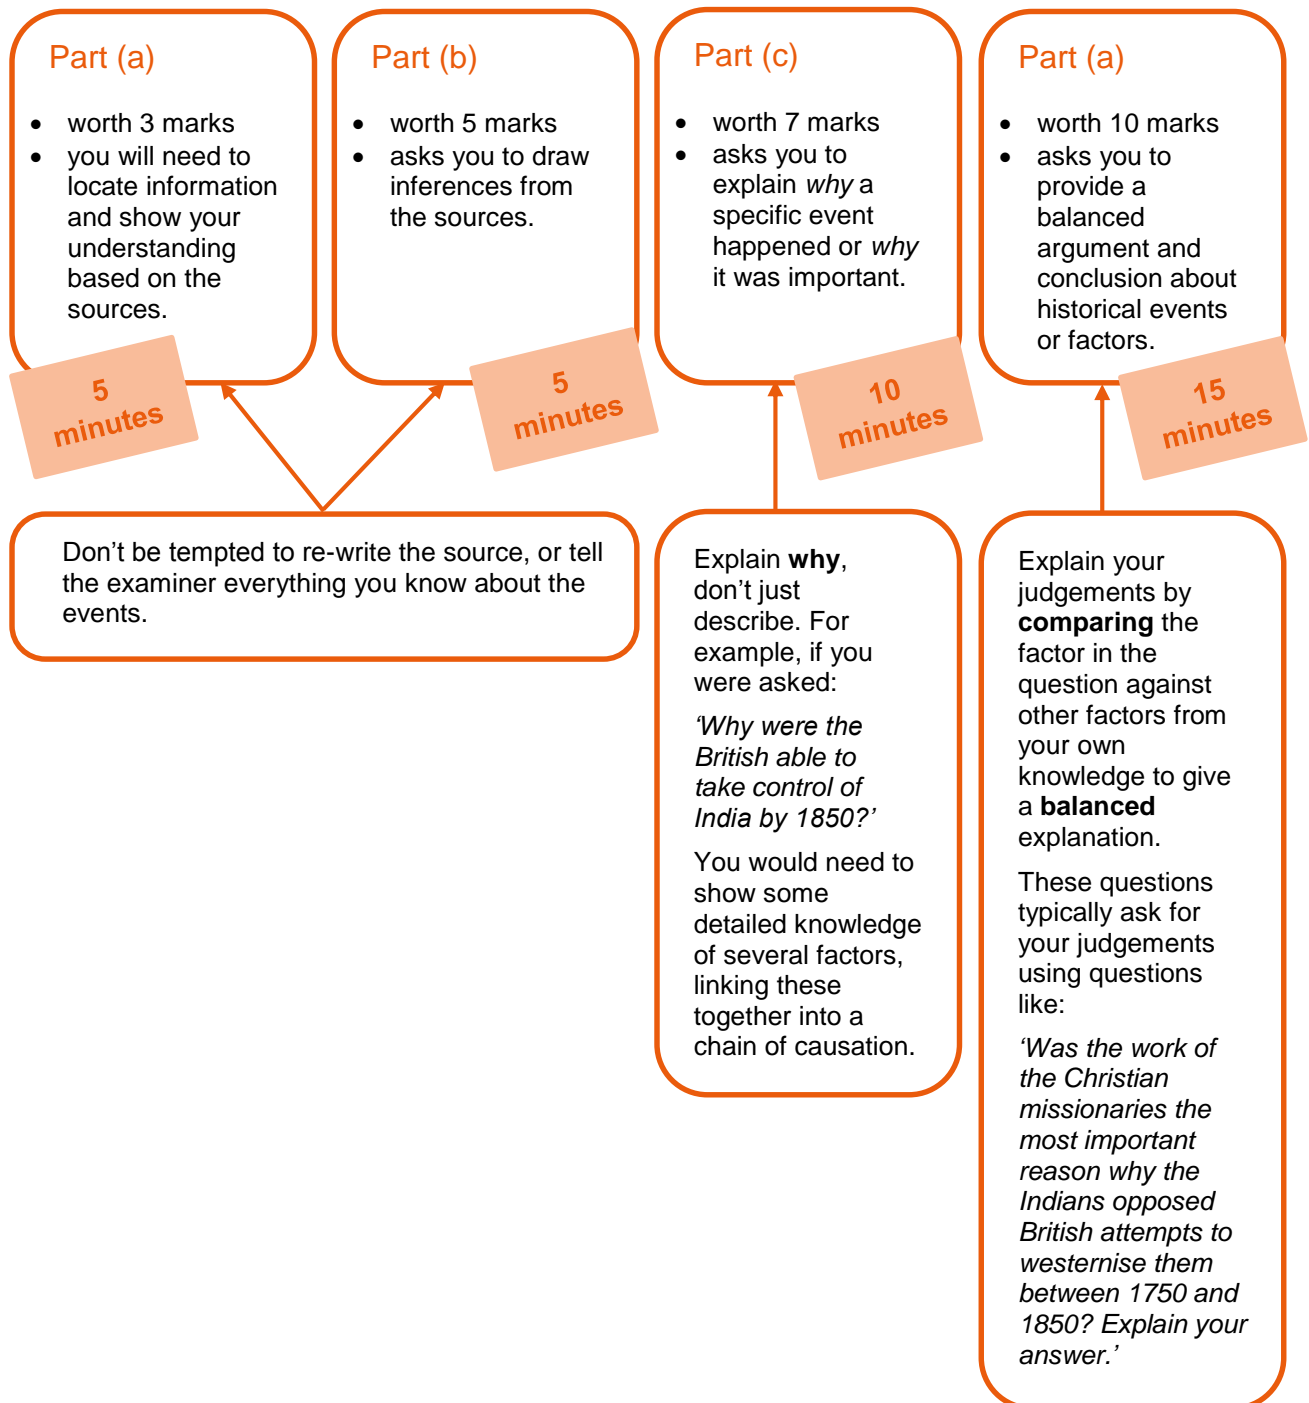 Part (a)
• worth 3 marks
• you will need to
locate information
and show your
understanding
based on the
sources.
5
minutes
Part (b)
• worth 5 marks
• asks you to draw
inferences from
the sources.
5
minutes
Part (c)
• worth 7 marks
• asks you to
explain why a
specific event
happened or why
it was important.
10
minutes
Part (a)
• worth 10 marks
• asks you to
provide a
balanced
argument and
conclusion about
historical events
or factors.
15
minutes
Don’t be tempted to re-write the source, or tell
the examiner everything you know about the
events.
Explain why,
don’t just
describe. For
example, if you
were asked:
‘Why were the
British able to
take control of
India by 1850?’
You would need to
show some
detailed knowledge
of several factors,
linking these
together into a
chain of causation.
Explain your
judgements by
comparing the
factor in the
question against
other factors from
your own
knowledge to give
a balanced
explanation.
These questions
typically ask for
your judgements
using questions
like:
‘Was the work of
the Christian
missionaries the
most important
reason why the
Indians opposed
British attempts to
westernise them
between 1750 and
1850? Explain your
answer.’